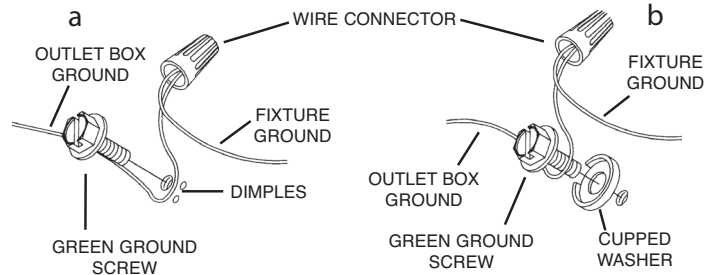 a
b
WIRE CONNECTOR
OUTLET BOX
GROUND
FIXTURE
GROUND
DIMPLES
GREEN GROUND
SCREW
FIXTURE
GROUND
OUTLET BOX
GROUND
GREEN GROUND
SCREW
CUPPED
WASHER